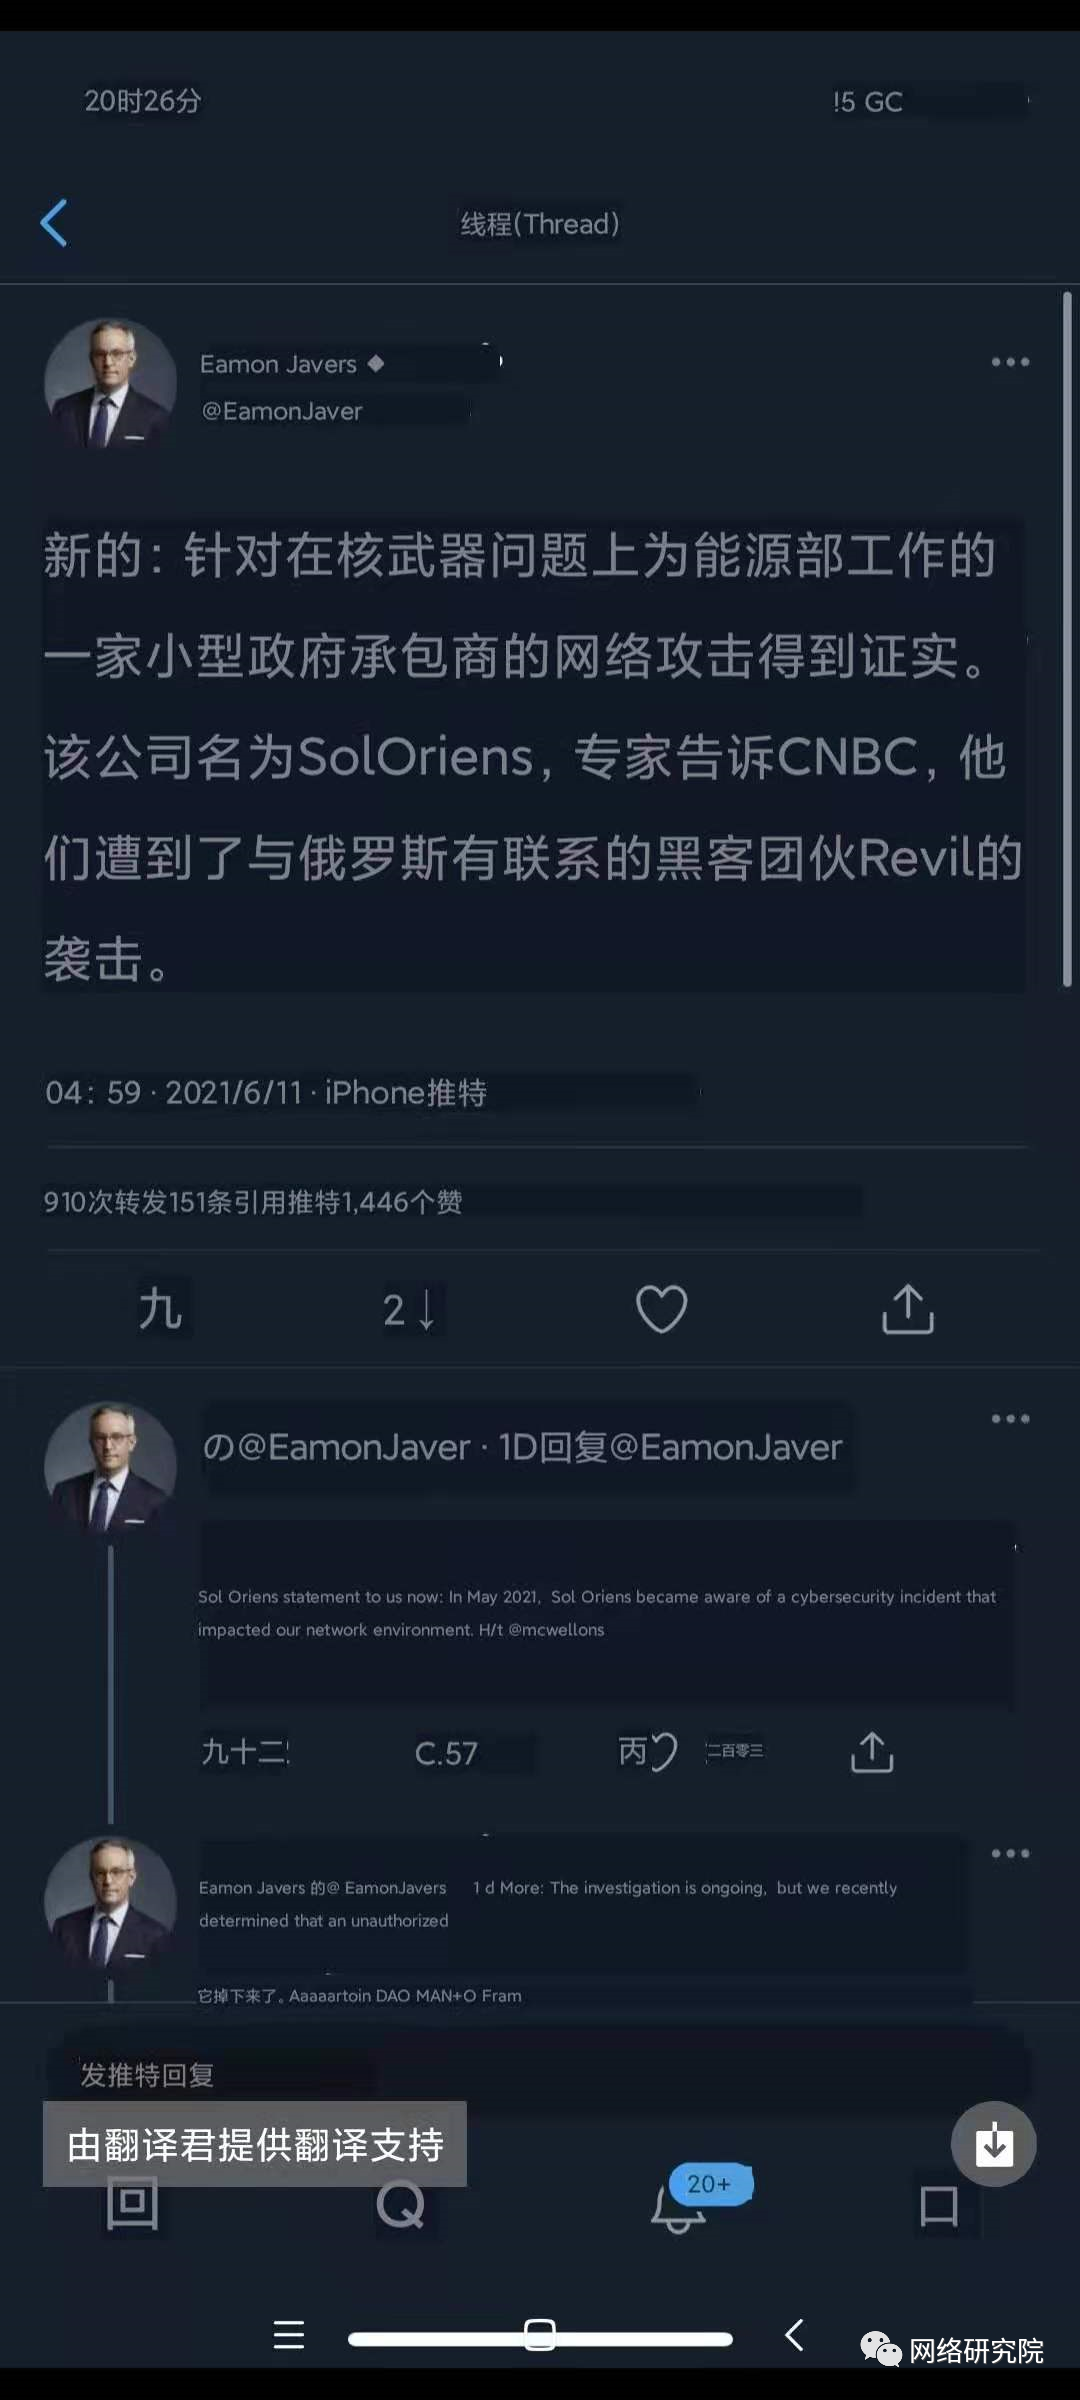 20时26分
!5 GC
线程(Thread)
Eamon Javers ◆
@EamonJaver
新的：针对在核武器问题上为能源部工作的
一家小型政府承包商的网络攻击得到证实。
该公司名为SolOriens，专家告诉CNBC，他
们遭到了与俄罗斯有联系的黑客团伙Revil的
袭击。
04：59 · 2021/6/11 · iPhone推特
910次转发151条引用推特1,446个赞
九
2↓
の@EamonJaver · 1D回复@EamonJaver
Sol Oriens statement to us now: In May 2021, Sol Oriens became aware of a cybersecurity incident that
impacted our network environment. H/t @mcwellons
九十二
C.57
丙
二百零三
Eamon Javers 的@ EamonJavers 1 d More: The investigation is ongoing, but we recently
determined that an unauthorized
它掉下来了。Aaaaartoin DAO MAN+O Fram
发推特回复
由翻译君提供翻译支持
回
Q
20+
口
网络研究院